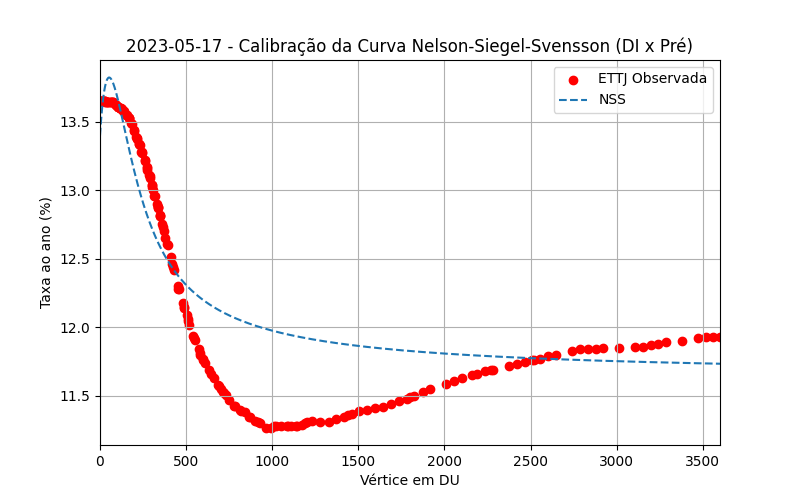 2023-05-17 - Calibração da Curva Nelson-Siegel-Svensson (DI x Pré)
ETTJ Observada
NSS
Taxa ao ano (%)
13.5
13.0
12.5
12.0
11.5
0 500 1000 1500 2000 2500 3000 3500
Vértice em DU